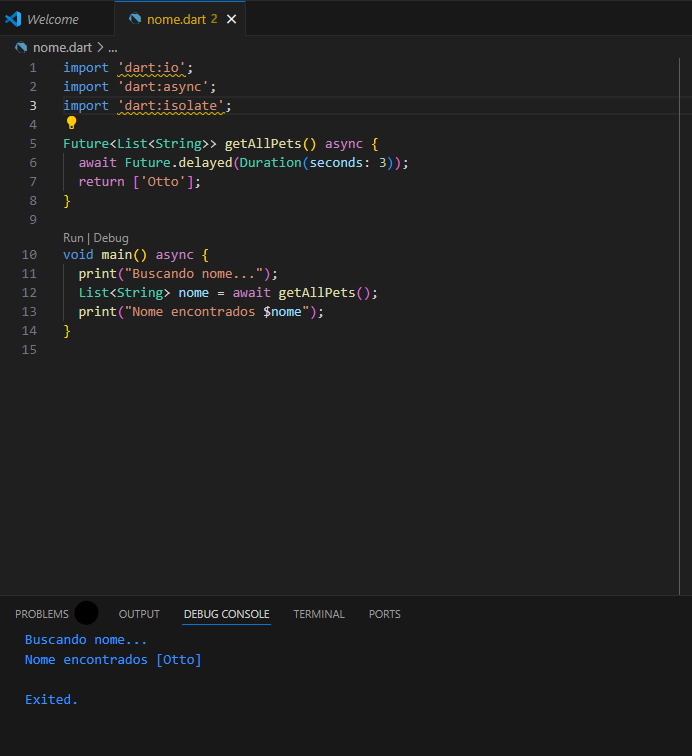 Welcome
nome.dart 2
nome.dart > ...
1 import 'dart:io';
2 import 'dart:async';
3 import 'dart:isolate';
4
5 Future<List<String>> getAllPets() async {
6 await Future.delayed(Duration(seconds: 3));
7 return ['Otto'];
8 }
9
Run | Debug
10 void main() async {
11 print("Buscando nome...");
12 List<String> nome = await getAllPets();
13 print("Nome encontrados $nome");
14 }
15
PROBLEMS OUTPUT DEBUG CONSOLE TERMINAL PORTS
Buscando nome...
Nome encontrados [Otto]
Exited.